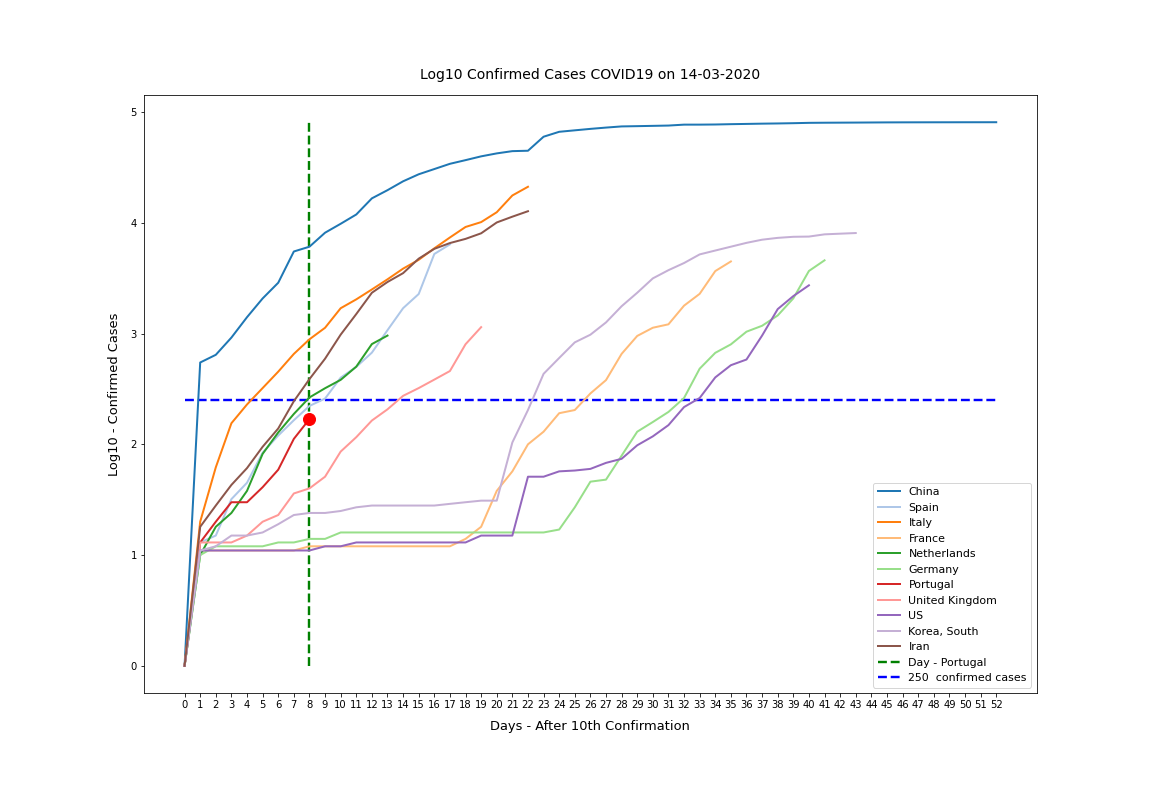 Log10 Confirmed Cases COVID19 on 14-03-2020
5
4
3
2
1
0
Log10 - Confirmed Cases
China
Spain
Italy
France
Netherlands
Germany
Portugal
United Kingdom
US
Korea, South
Iran
Day - Portugal
250 confirmed cases
0 1 2 3 4 5 6 7 8 9 10 11 12 13 14 15 16 17 18 19 20 21 22 23 24 25 26 27 28 29 30 31 32 33 34 35 36 37 38 39 40 41 42 43 44 45 46 47 48 49 50 51 52
Days - After 10th Confirmation